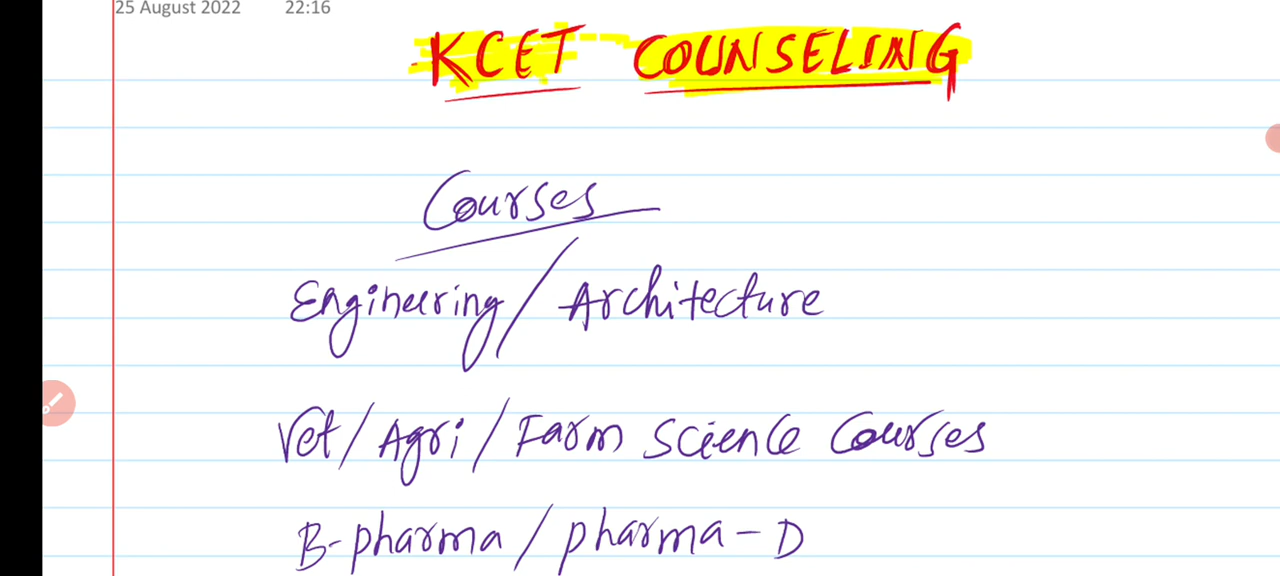 25 August 2022 22:16
KCET COUNSELING
Courses
Engineering / Architecture
Vet / Agri / Farm Science Courses
B-pharma / pharma - D